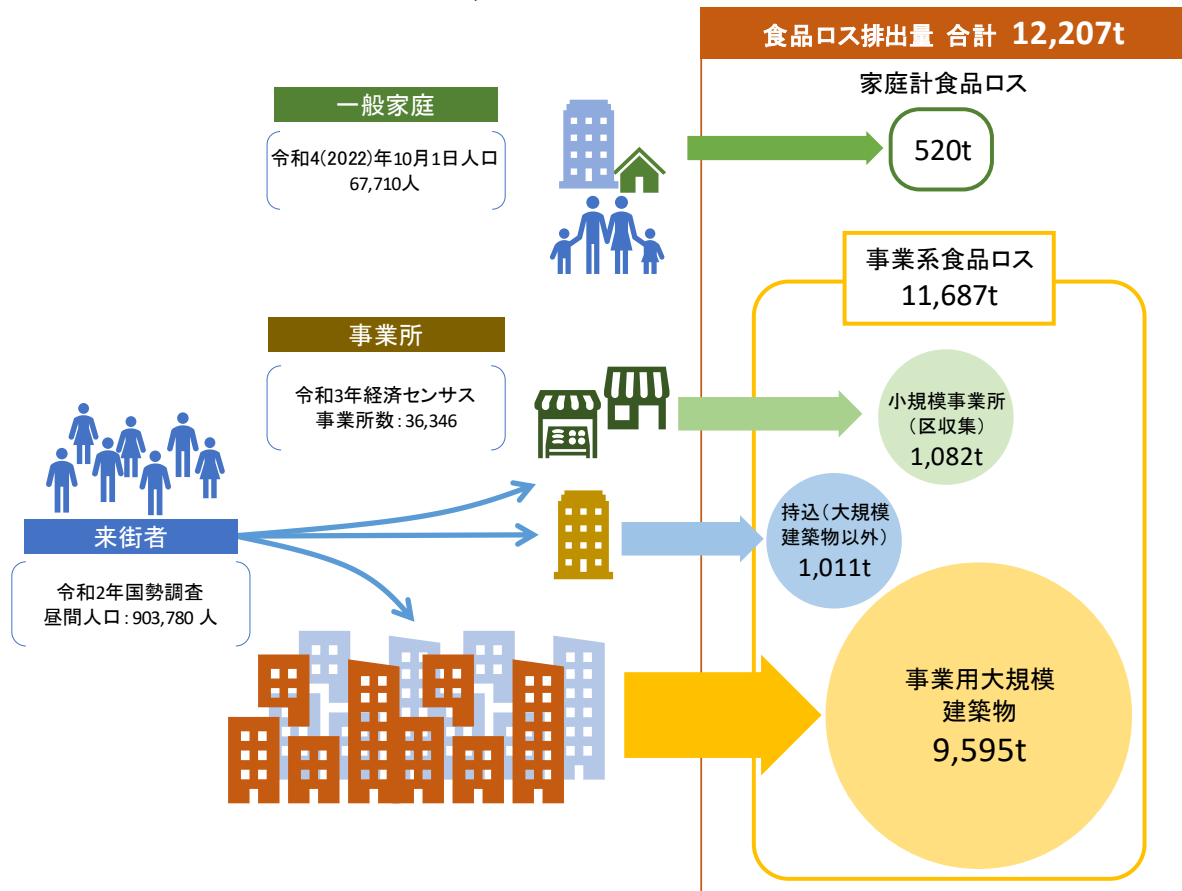 食品ロス排出量 合計 12,207t
家庭計食品ロス
520t
一般家庭
令和4(2022)年10月1日人口
67,710人
事業系食品ロス
11,687t
事業所
令和3年経済センサス
事業所数：36,346
小規模事業所
（区収集）
1,082t
持込（大規模
建築物以外）
1,011t
来街者
令和2年国勢調査
昼間人口：903,780 人
事業用大規模
建築物
9,595t